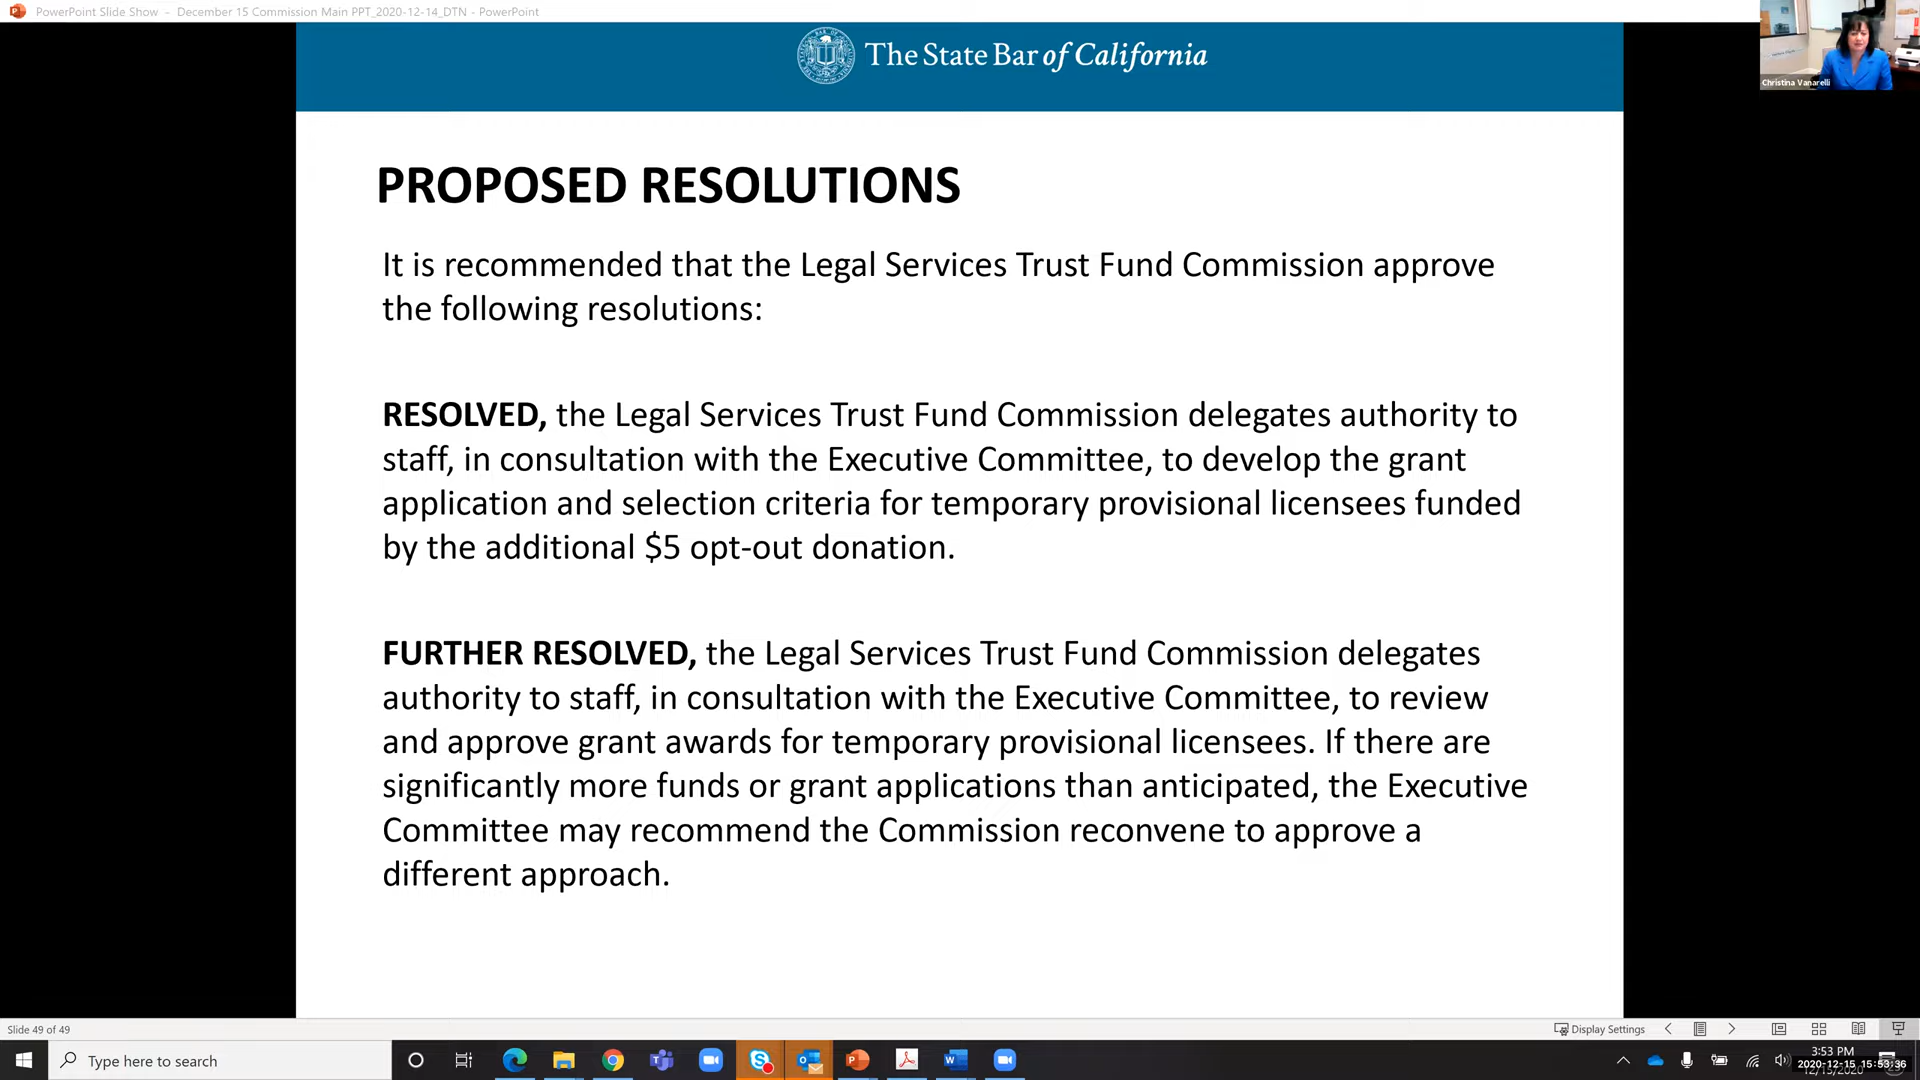 PowerPoint Slide Show - December 15 Commission Main PPT_2020-12-14_DTN - PowerPoint
The State Bar of California
Christina Vanarelli
PROPOSED RESOLUTIONS
It is recommended that the Legal Services Trust Fund Commission approve
the following resolutions:
RESOLVED, the Legal Services Trust Fund Commission delegates authority to
staff, in consultation with the Executive Committee, to develop the grant
application and selection criteria for temporary provisional licensees funded
by the additional $5 opt-out donation.
FURTHER RESOLVED, the Legal Services Trust Fund Commission delegates
authority to staff, in consultation with the Executive Committee, to review
and approve grant awards for temporary provisional licensees. If there are
significantly more funds or grant applications than anticipated, the Executive
Committee may recommend the Commission reconvene to approve a
different approach.
Slide 49 of 49
Display Settings
Type here to search
3:53 PM
2020-12-15 15:53:36